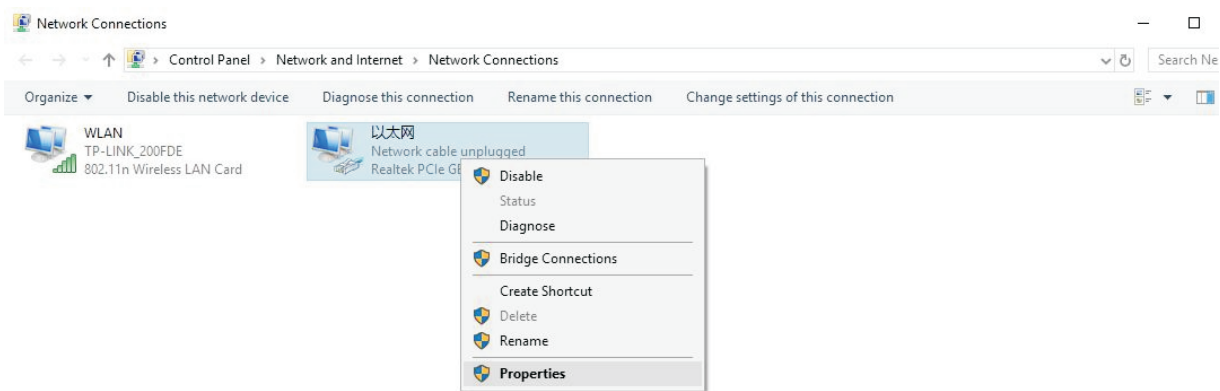 Network Connections
Control Panel > Network and Internet > Network Connections
Search Ne
Organize Disable this network device Diagnose this connection Rename this connection Change settings of this connection
WLAN
TP-LINK_200FDE
802.11n Wireless LAN Card
以太网
Network cable unplugged
Realtek PCIe GB
Disable
Status
Diagnose
Bridge Connections
Create Shortcut
Delete
Rename
Properties